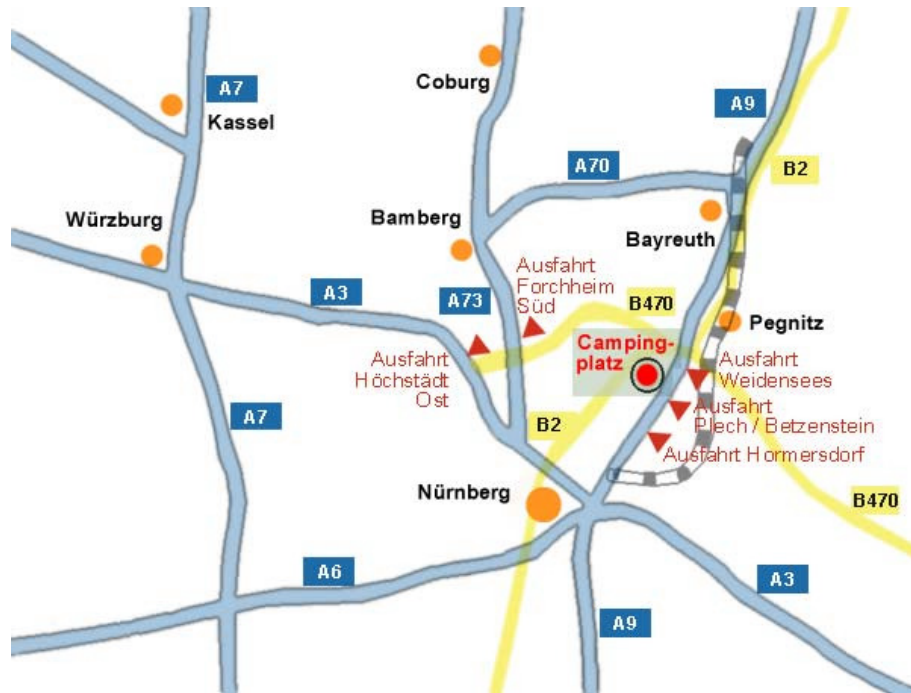 Coburg
A7
Kassel
A9
A70
B2
Würzburg
Bamberg
Bayreuth
A3
A73
Ausfahrt
Forchheim
Süd
B470
Pegnitz
Camping-
platz
Ausfahrt
Höchstädt
Ost
Ausfahrt
Weidensees
A7
B2
Ausfahrt
Plech / Betzenstein
Ausfahrt Hormersdorf
Nürnberg
B470
A6
A3
A9